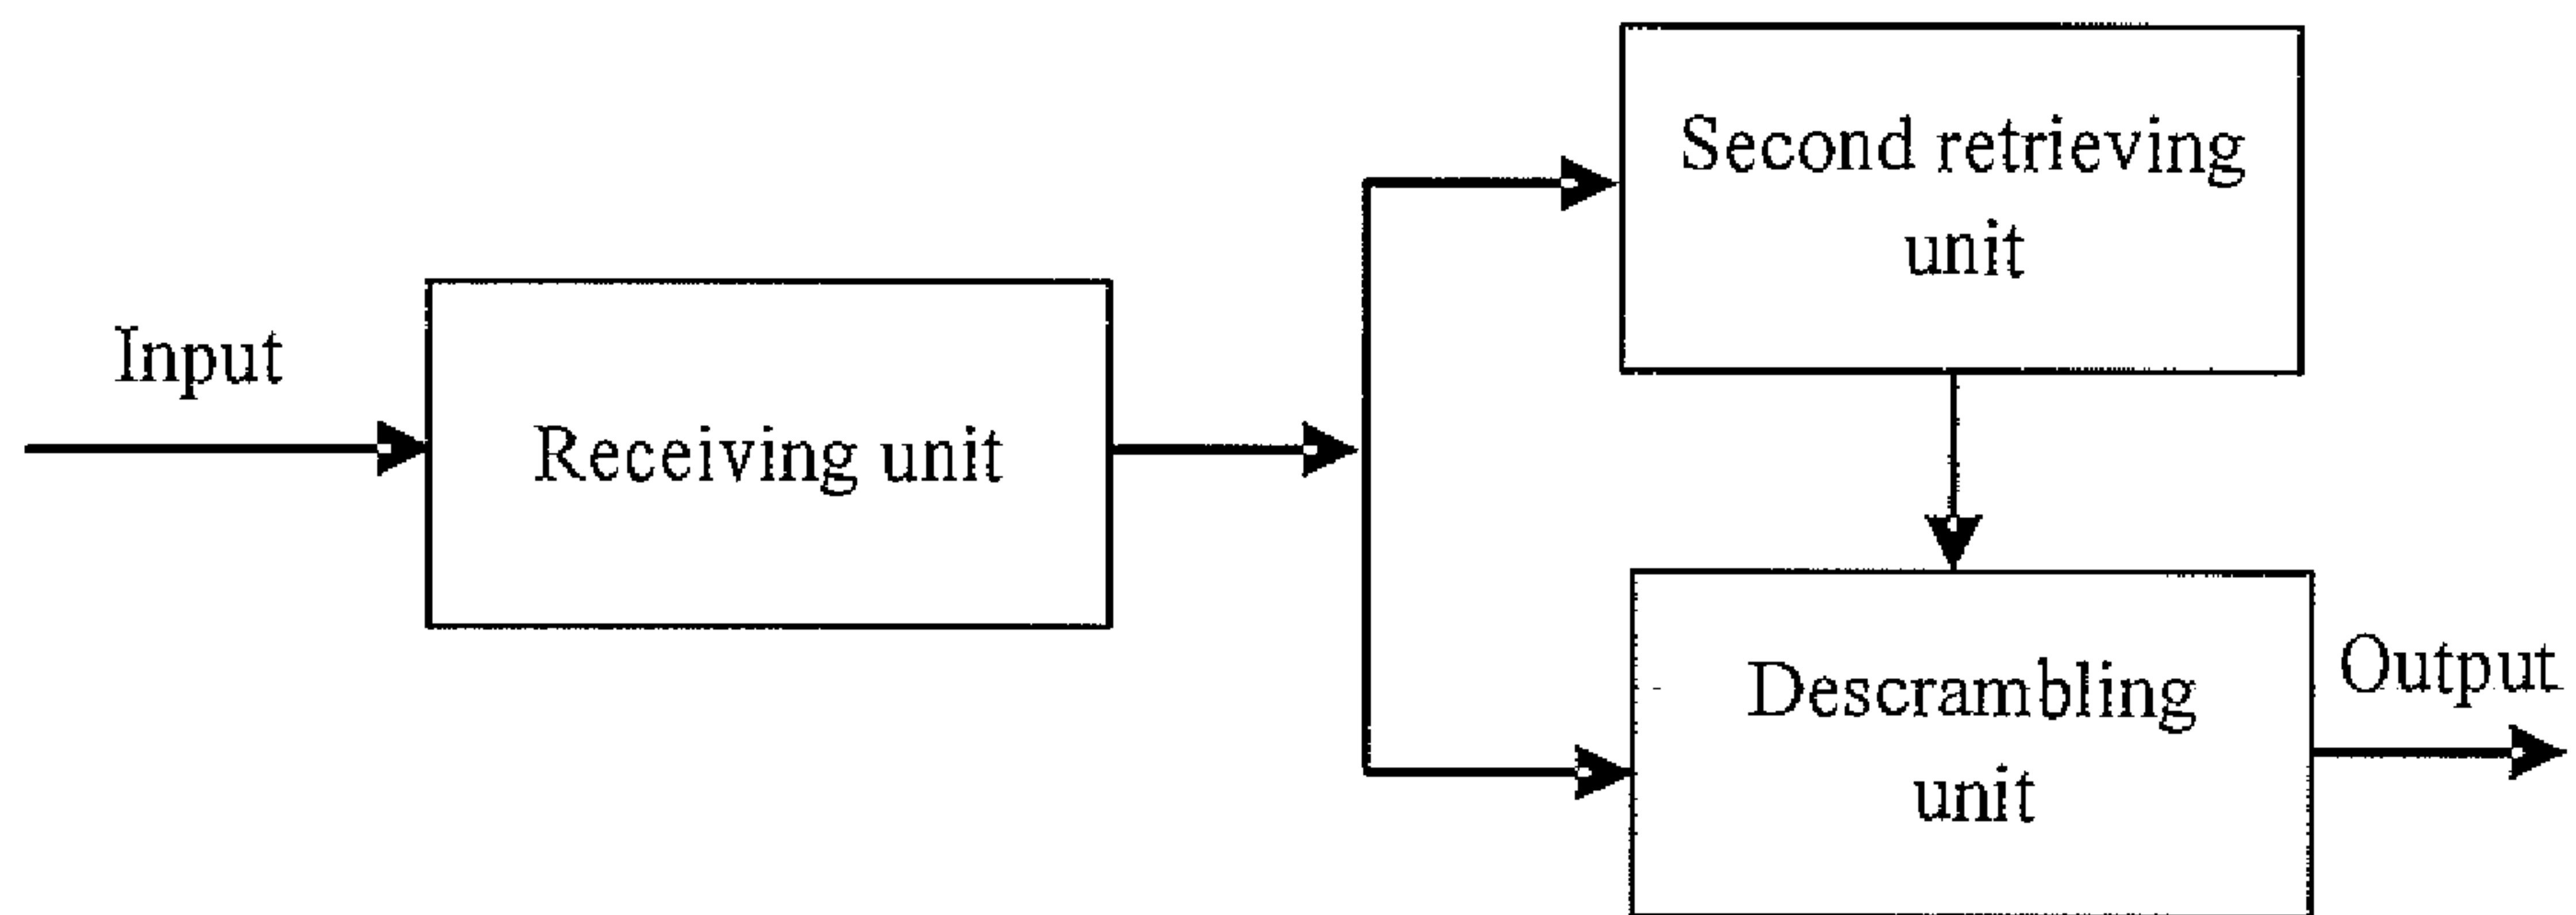 Input
Receiving unit
Second retrieving
unit
Descrambling
unit
Output